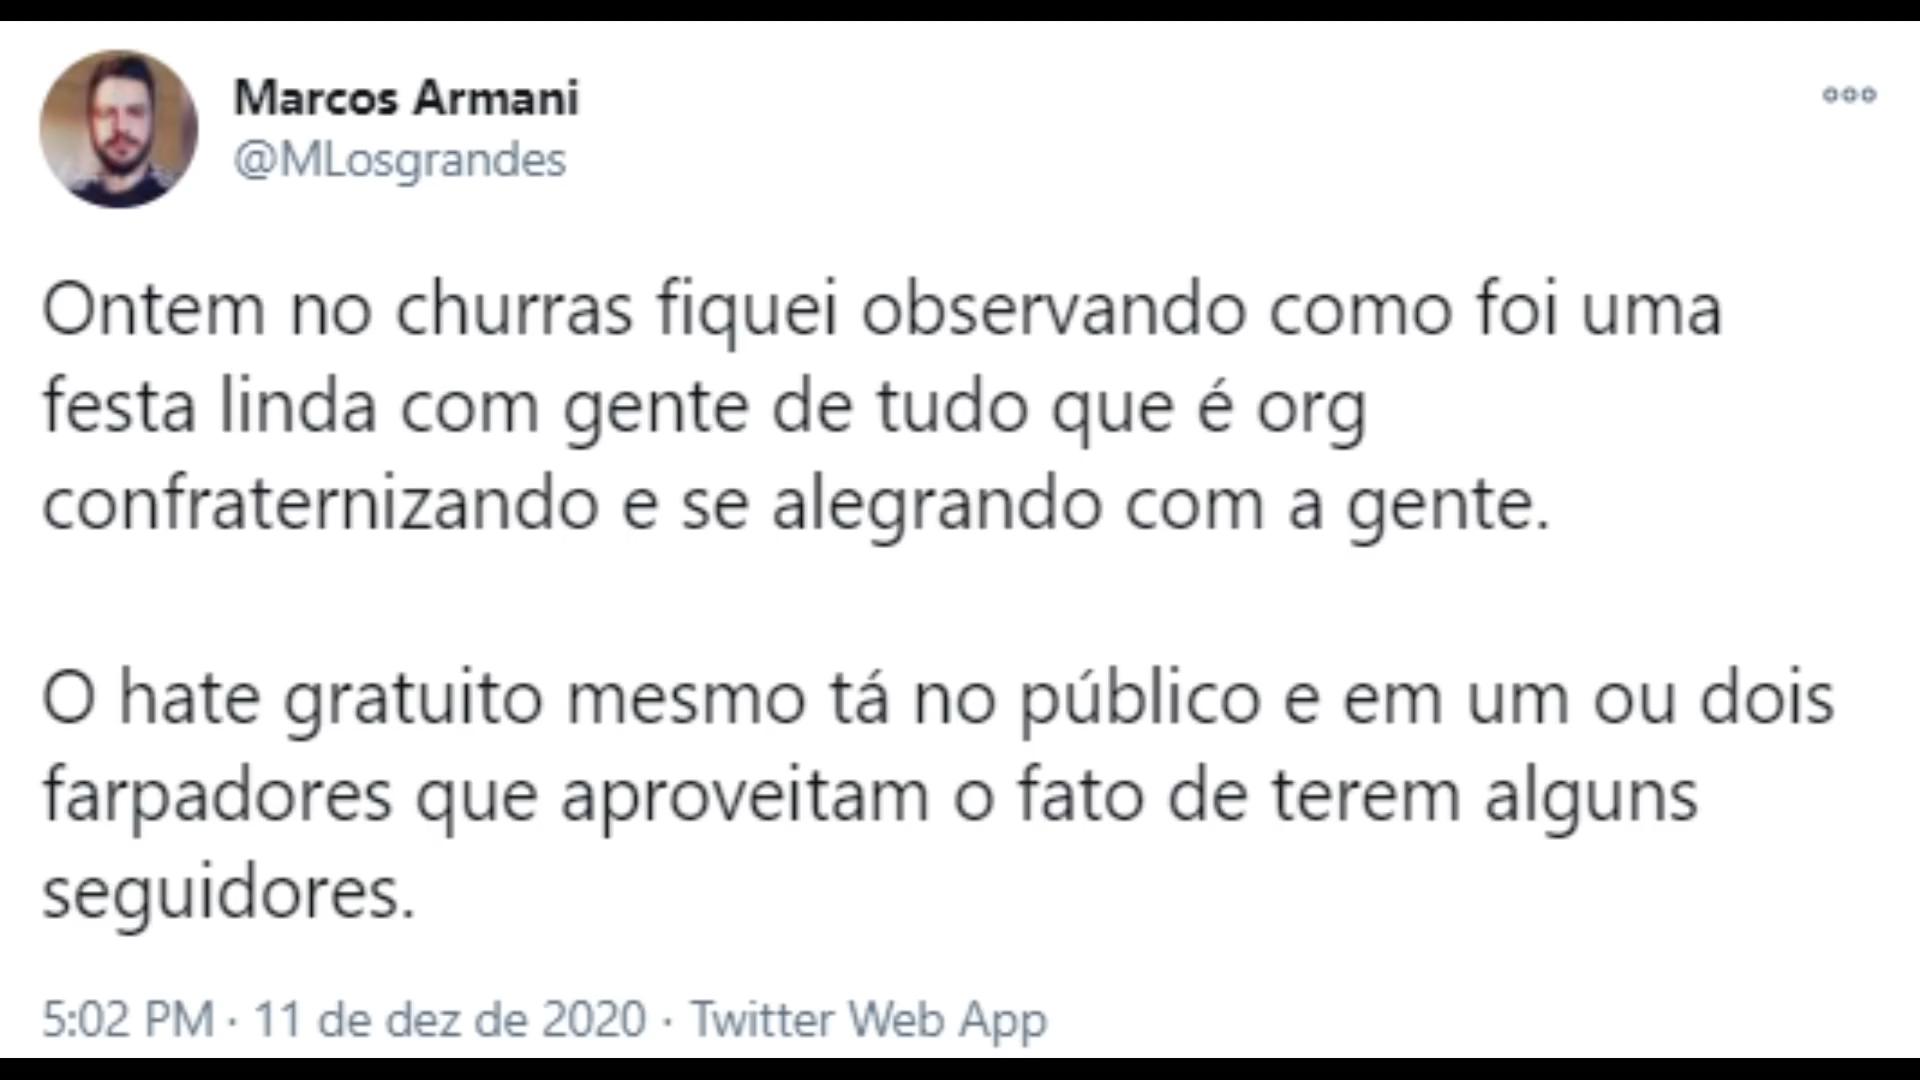 Marcos Armani
@MLosgrandes
Ontem no churras fiquei observando como foi uma
festa linda com gente de tudo que é org
confraternizando e se alegrando com a gente.
O hate gratuito mesmo tá no público e em um ou dois
farpadores que aproveitam o fato de terem alguns
seguidores.
5:02 PM · 11 de dez de 2020 · Twitter Web App